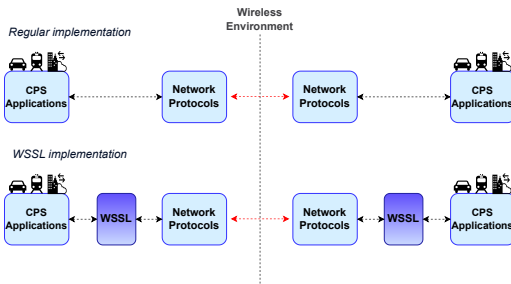 Wireless
Environment
Regular implementation
CPS
Applications
Network
Protocols
Network
Protocols
CPS
Applications
WSSL implementation
CPS
Applications
WSSL
Network
Protocols
Network
Protocols
WSSL
CPS
Applications